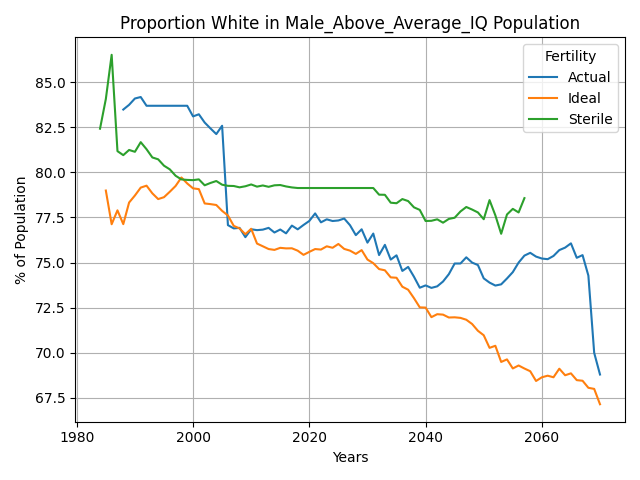 Proportion White in Male_Above_Average_IQ Population
Fertility
Actual
Ideal
Sterile
% of Population
85.0
82.5
80.0
77.5
75.0
72.5
70.0
67.5
1980
2000
2020
2040
2060
Years